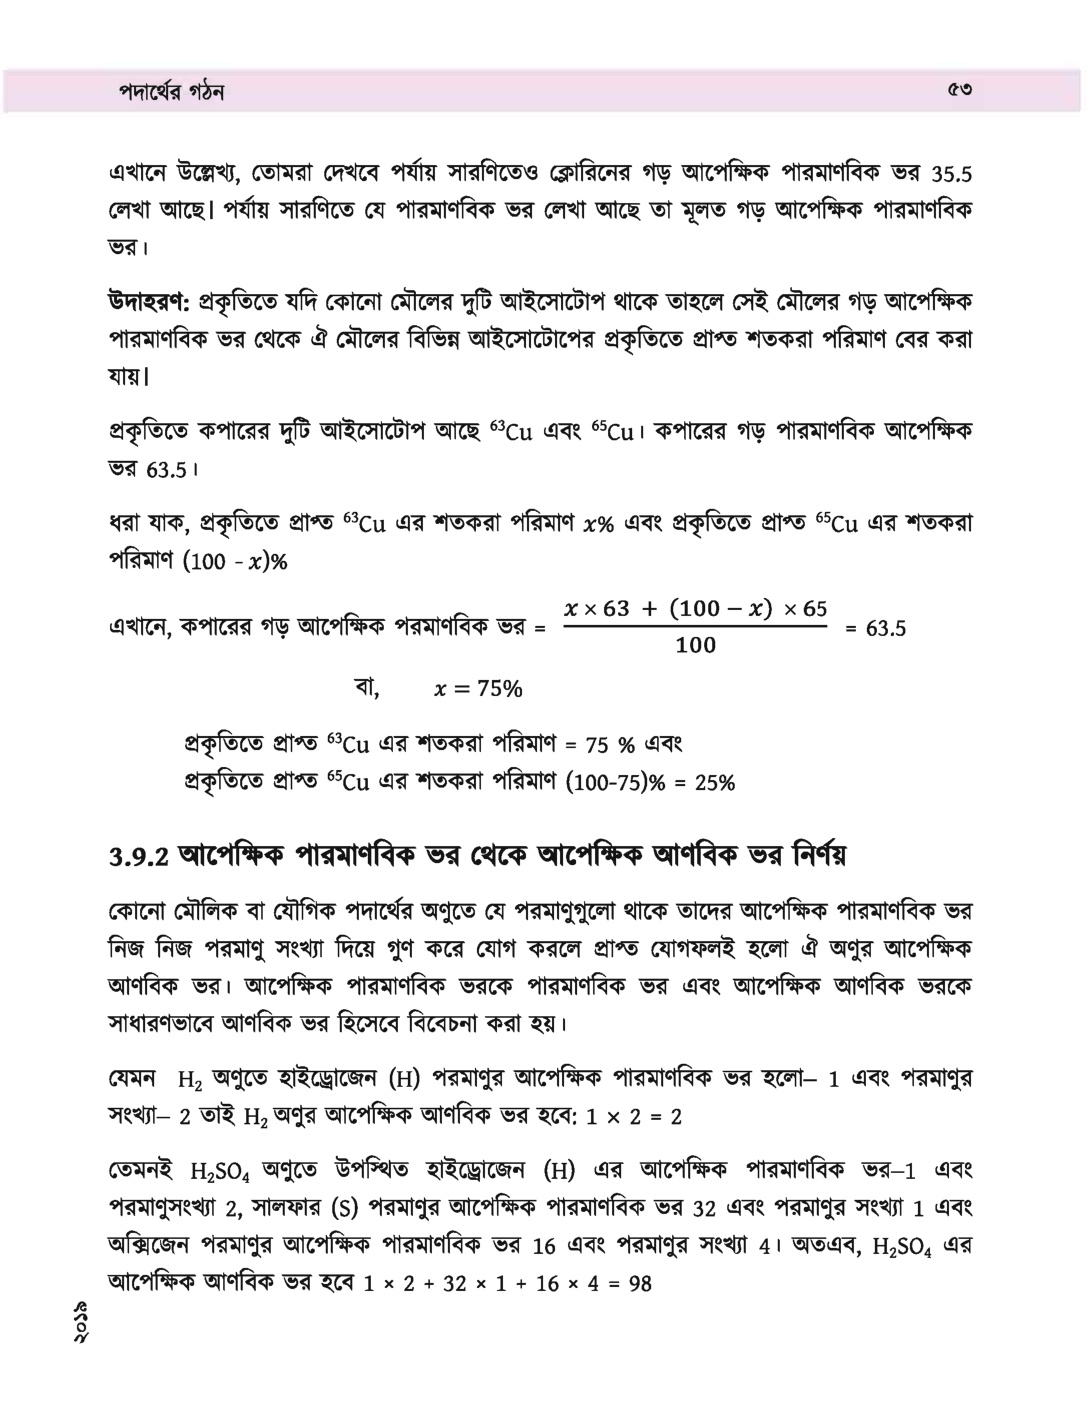 পদার্থের গঠন ৫৩
এখানে উল্লেখ্য, তোমরা দেখবে পর্যায় সারণিতেও ক্লোরিনের গড় আপেক্ষিক পারমাণবিক ভর 35.5
লেখা আছে। পর্যায় সারণিতে যে পারমাণবিক ভর লেখা আছে তা মূলত গড় আপেক্ষিক পারমাণবিক
ভর।
উদাহরণ: প্রকৃতিতে যদি কোনো মৌলের দুটি আইসোটোপ থাকে তাহলে সেই মৌলের গড় আপেক্ষিক
পারমাণবিক ভর থেকে ঐ মৌলের বিভিন্ন আইসোটোপের প্রকৃতিতে প্রাপ্ত শতকরা পরিমাণ বের করা
যায়।
প্রকৃতিতে কপারের দুটি আইসোটোপ আছে ⁶³Cu এবং ⁶⁵Cu। কপারের গড় পারমাণবিক আপেক্ষিক
ভর 63.5।
ধরা যাক, প্রকৃতিতে প্রাপ্ত ⁶³Cu এর শতকরা পরিমাণ x% এবং প্রকৃতিতে প্রাপ্ত ⁶⁵Cu এর শতকরা
পরিমাণ (100 - x)%
এখানে, কপারের গড় আপেক্ষিক পরমাণবিক ভর = x × 63 + (100 – x) × 65 / 100 = 63.5
বা, x = 75%
প্রকৃতিতে প্রাপ্ত ⁶³Cu এর শতকরা পরিমাণ = 75 % এবং
প্রকৃতিতে প্রাপ্ত ⁶⁵Cu এর শতকরা পরিমাণ (100-75)% = 25%
3.9.2 আপেক্ষিক পারমাণবিক ভর থেকে আপেক্ষিক আণবিক ভর নির্ণয়
কোনো মৌলিক বা যৌগিক পদার্থের অণুতে যে পরমাণুগুলো থাকে তাদের আপেক্ষিক পারমাণবিক ভর
নিজ নিজ পরমাণু সংখ্যা দিয়ে গুণ করে যোগ করলে প্রাপ্ত যোগফলই হলো ঐ অণুর আপেক্ষিক
আণবিক ভর। আপেক্ষিক পারমাণবিক ভরকে পারমাণবিক ভর এবং আপেক্ষিক আণবিক ভরকে
সাধারণভাবে আণবিক ভর হিসেবে বিবেচনা করা হয়।
যেমন H₂ অণুতে হাইড্রোজেন (H) পরমাণুর আপেক্ষিক পারমাণবিক ভর হলো– 1 এবং পরমাণুর
সংখ্যা– 2 তাই H₂ অণুর আপেক্ষিক আণবিক ভর হবে: 1 × 2 = 2
তেমনই H₂SO₄ অণুতে উপস্থিত হাইড্রোজেন (H) এর আপেক্ষিক পারমাণবিক ভর–1 এবং
পরমাণুসংখ্যা 2, সালফার (S) পরমাণুর আপেক্ষিক পারমাণবিক ভর 32 এবং পরমাণুর সংখ্যা 1 এবং
অক্সিজেন পরমাণুর আপেক্ষিক পারমাণবিক ভর 16 এবং পরমাণুর সংখ্যা 4। অতএব, H₂SO₄ এর
আপেক্ষিক আণবিক ভর হবে 1 × 2 + 32 × 1 + 16 × 4 = 98
২০১৯